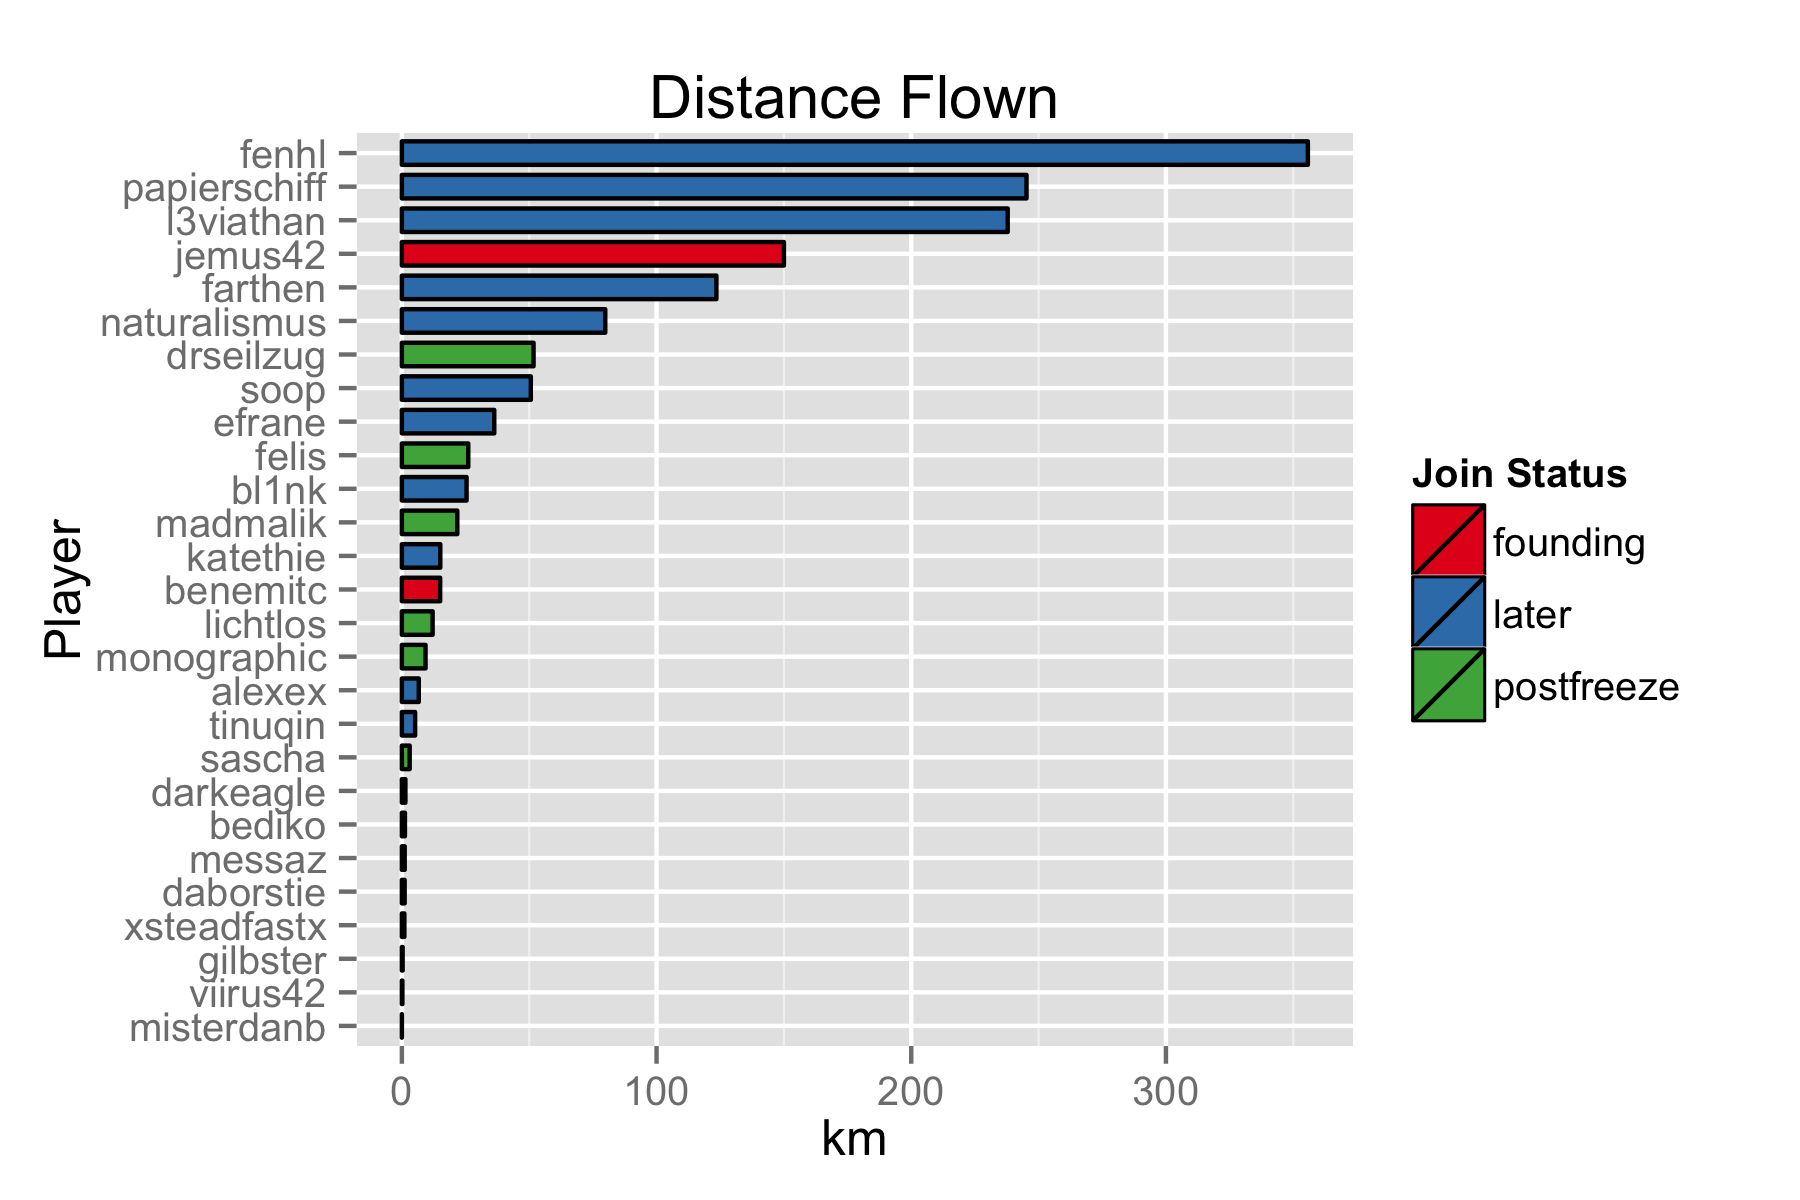 Distance Flown
fenhl
papierschiff
l3viathan
jemus42
farthen
naturalismus
drseilzug
soop
efrane
felis
bl1nk
madmalik
katethie
benemitc
lichtlos
monographic
alexex
tinuqin
sascha
darkeagle
bediko
messaz
daborstie
xsteadfastx
gilbster
viirus42
misterdanb
Player
0 100 200 300
km
Join Status
founding
later
postfreeze